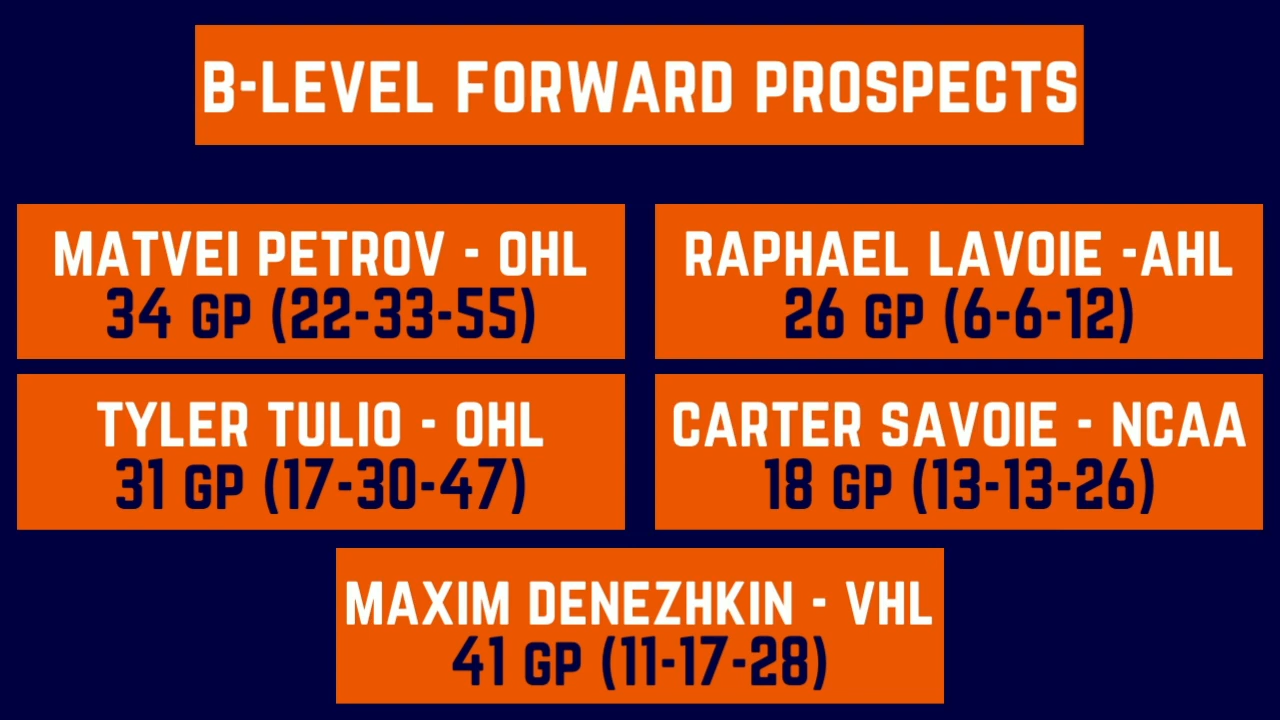 B-LEVEL FORWARD PROSPECTS
MATVEI PETROV - OHL
34 GP (22-33-55)
RAPHAEL LAVOIE -AHL
26 GP (6-6-12)
TYLER TULIO - OHL
31 GP (17-30-47)
CARTER SAVOIE - NCAA
18 GP (13-13-26)
MAXIM DENEZHKIN - VHL
41 GP (11-17-28)